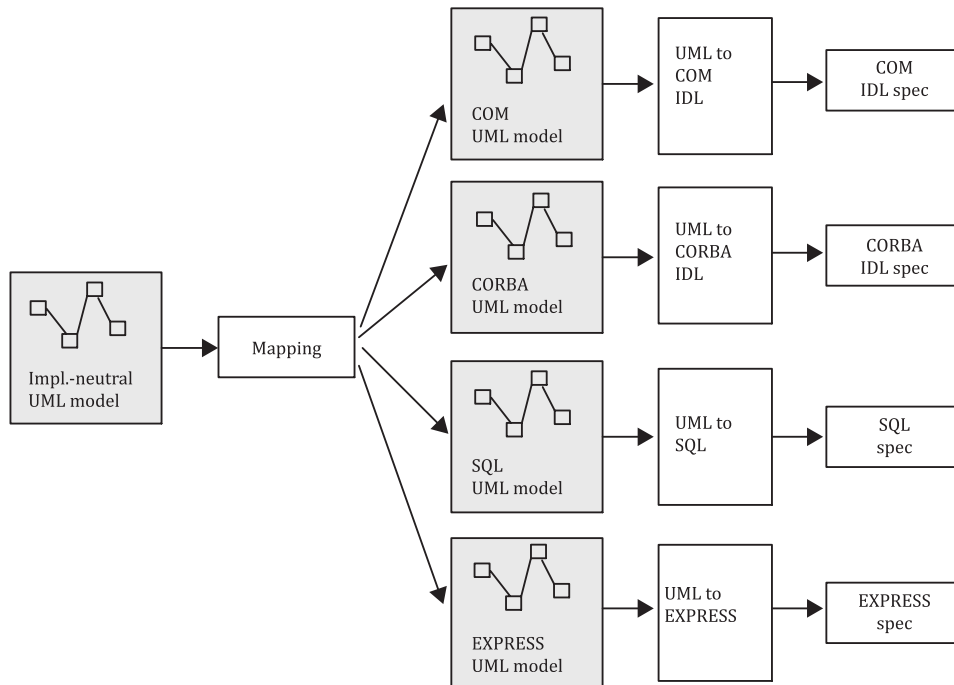 COM
UML model
UML to
COM
IDL
COM
IDL spec
CORBA
UML model
UML to
CORBA
IDL
CORBA
IDL spec
Impl.-neutral
UML model
Mapping
SQL
UML model
UML to
SQL
SQL
spec
EXPRESS
UML model
UML to
EXPRESS
EXPRESS
spec